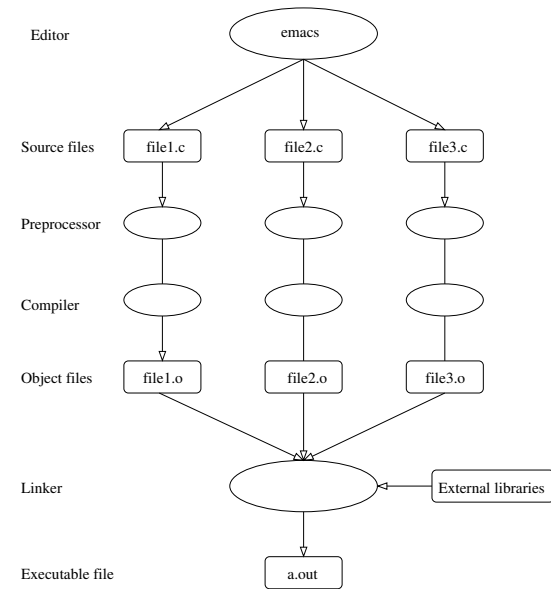 Editor
emacs
Source files
file1.c
file2.c
file3.c
Preprocessor
Compiler
Object files
file1.o
file2.o
file3.o
Linker
External libraries
Executable file
a.out